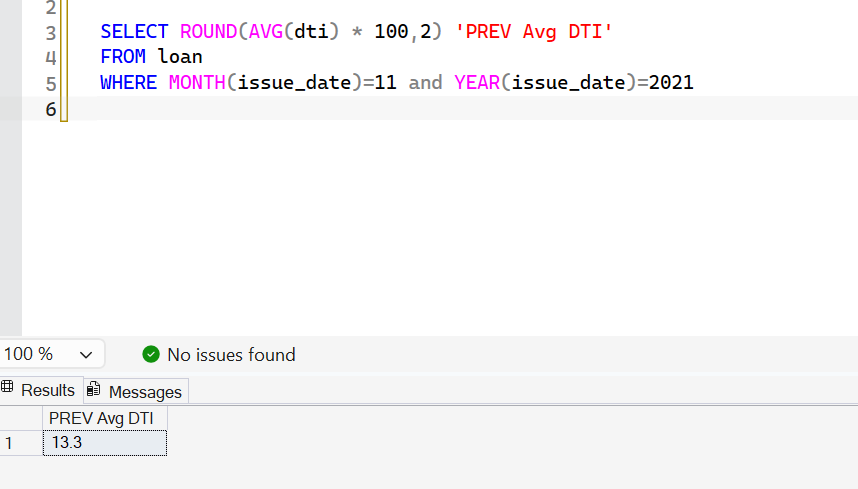 2
3 SELECT ROUND(AVG(dti) * 100,2) 'PREV Avg DTI'
4 FROM loan
5 WHERE MONTH(issue_date)=11 and YEAR(issue_date)=2021
6
100 % No issues found
Results Messages
PREV Avg DTI
1 13.3